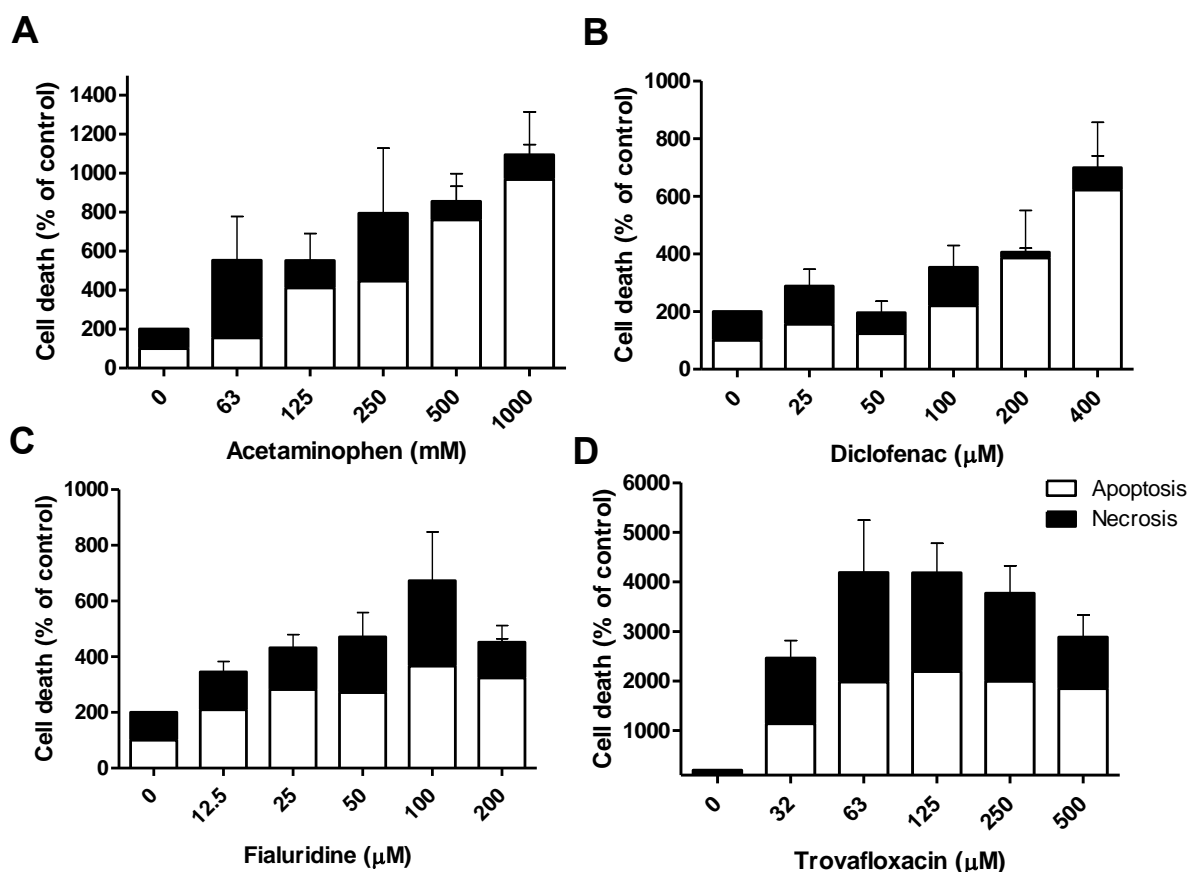 A
Cell death (% of control)
1400
1200
1000
800
600
400
200
0
0 63 125 250 500 1000
Acetaminophen (mM)
B
Cell death (% of control)
1000
800
600
400
200
0
0 25 50 100 200 400
Diclofenac (μM)
C
Cell death (% of control)
1000
800
600
400
200
0
0 12.5 25 50 100 200
Fialuridine (μM)
D
Cell death (% of control)
6000
5000
4000
3000
2000
1000
0 32 63 125 250 500
Trovafloxacin (μM)
Apoptosis
Necrosis